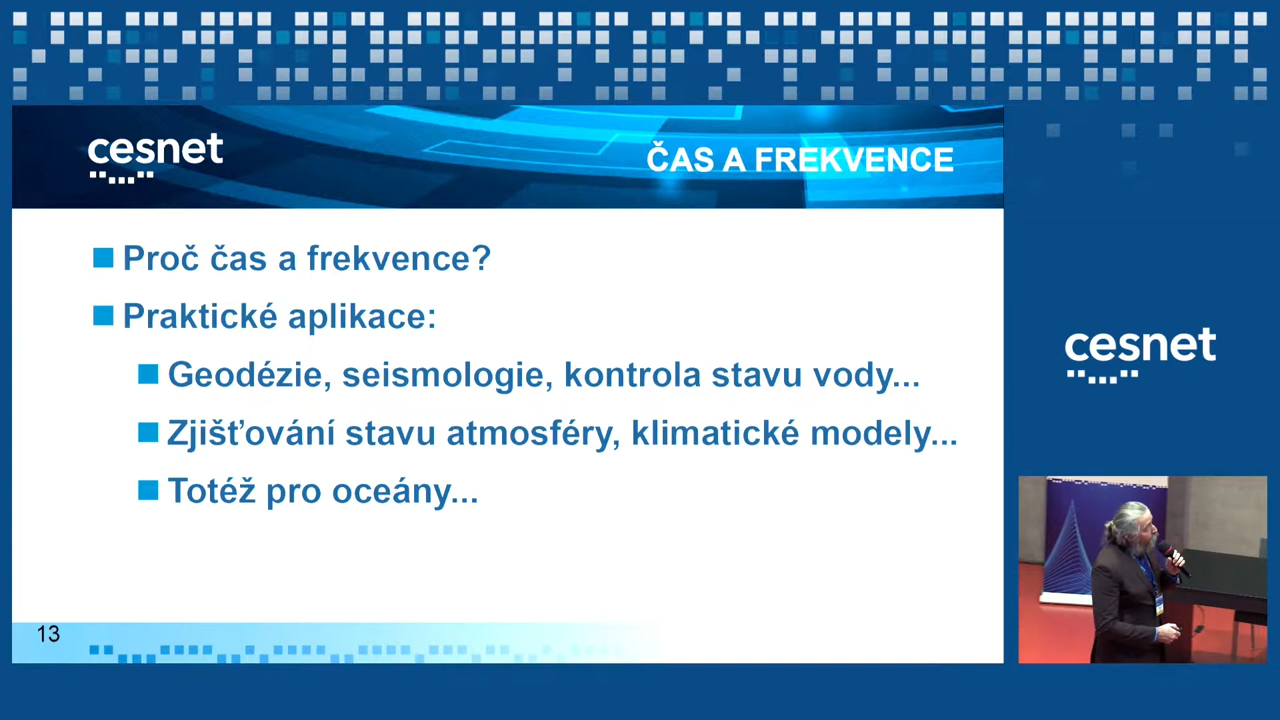 cesnet
ČAS A FREKVENCE
Proč čas a frekvence?
Praktické aplikace:
Geodézie, seismologie, kontrola stavu vody...
Zjišťování stavu atmosféry, klimatické modely...
Totéž pro oceány...
13
cesnet